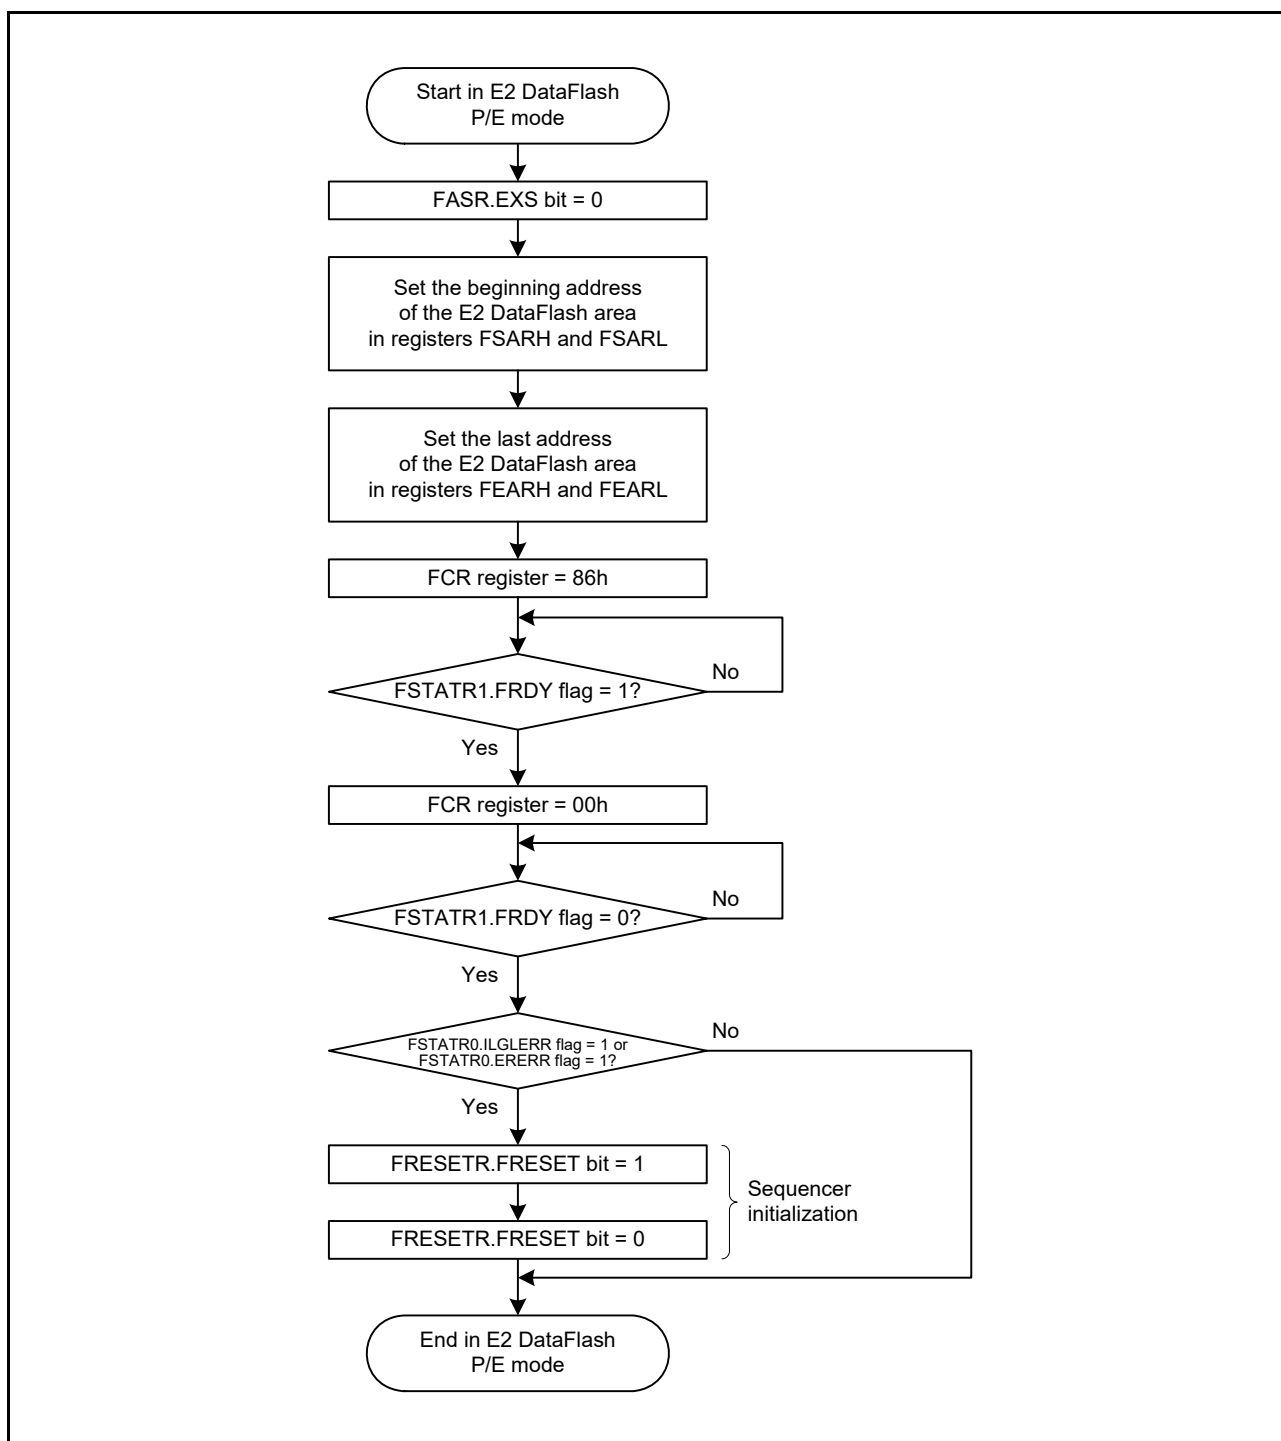 Start in E2 DataFlash
P/E mode
FASR.EXS bit = 0
Set the beginning address
of the E2 DataFlash area
in registers FSARH and FSARL
Set the last address
of the E2 DataFlash area
in registers FEARH and FEARL
FCR register = 86h
FSTATR1.FRDY flag = 1?
No
Yes
FCR register = 00h
FSTATR1.FRDY flag = 0?
No
Yes
FSTATR0.ILGLERR flag = 1 or
FSTATR0.ERERR flag = 1?
No
Yes
FRESETR.FRESET bit = 1
FRESETR.FRESET bit = 0
Sequencer
initialization
End in E2 DataFlash
P/E mode